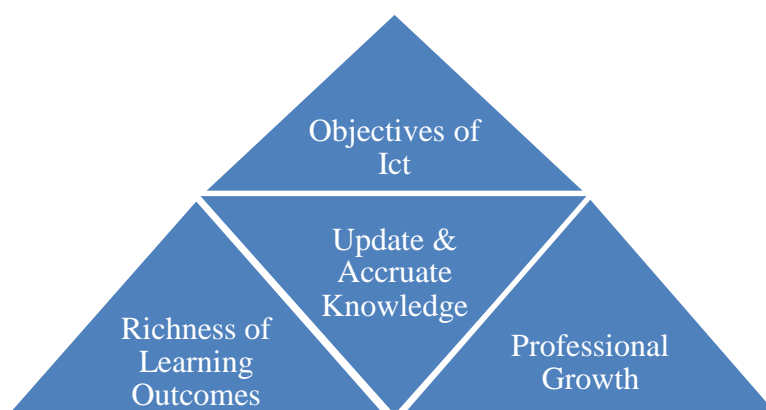 Objectives of
Ict
Update &
Accruate
Knowledge
Richness of
Learning
Outcomes
Professional
Growth